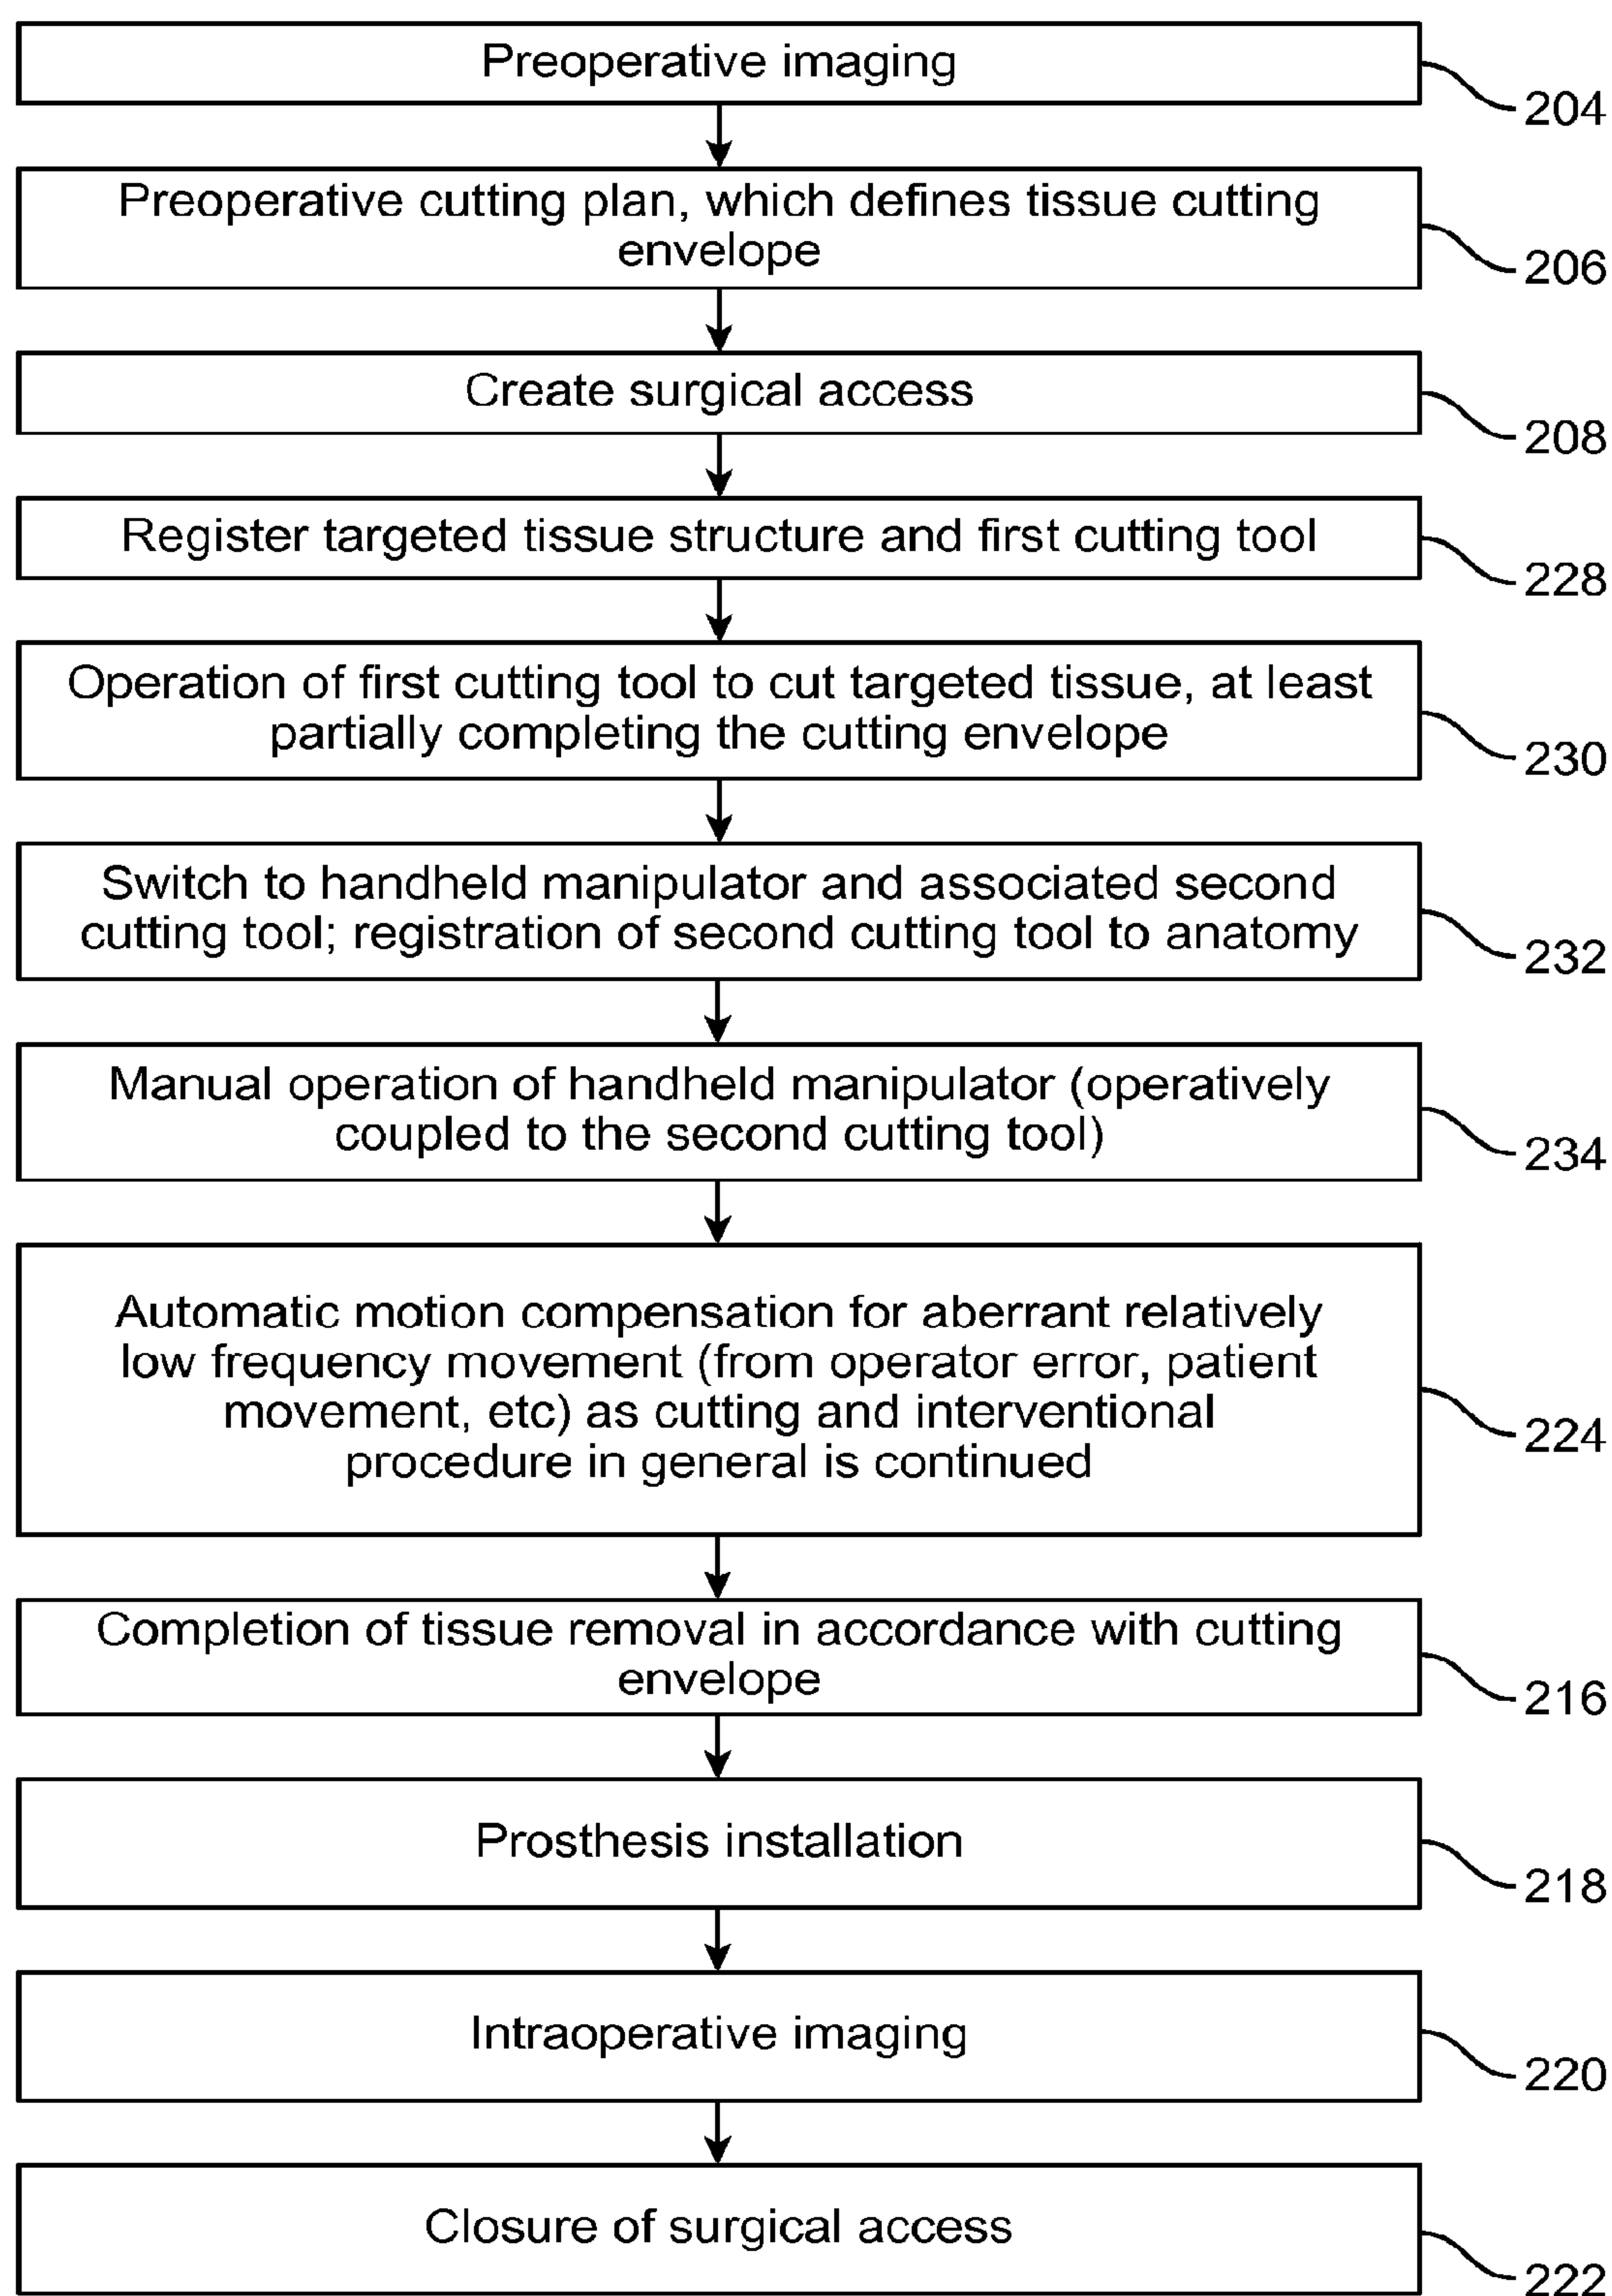 Preoperative imaging
204
Preoperative cutting plan, which defines tissue cutting
envelope
206
Create surgical access
208
Register targeted tissue structure and first cutting tool
228
Operation of first cutting tool to cut targeted tissue, at least
partially completing the cutting envelope
230
Switch to handheld manipulator and associated second
cutting tool; registration of second cutting tool to anatomy
232
Manual operation of handheld manipulator (operatively
coupled to the second cutting tool)
234
Automatic motion compensation for aberrant relatively
low frequency movement (from operator error, patient
movement, etc) as cutting and interventional
procedure in general is continued
224
Completion of tissue removal in accordance with cutting
envelope
216
Prosthesis installation
218
Intraoperative imaging
220
Closure of surgical access
222